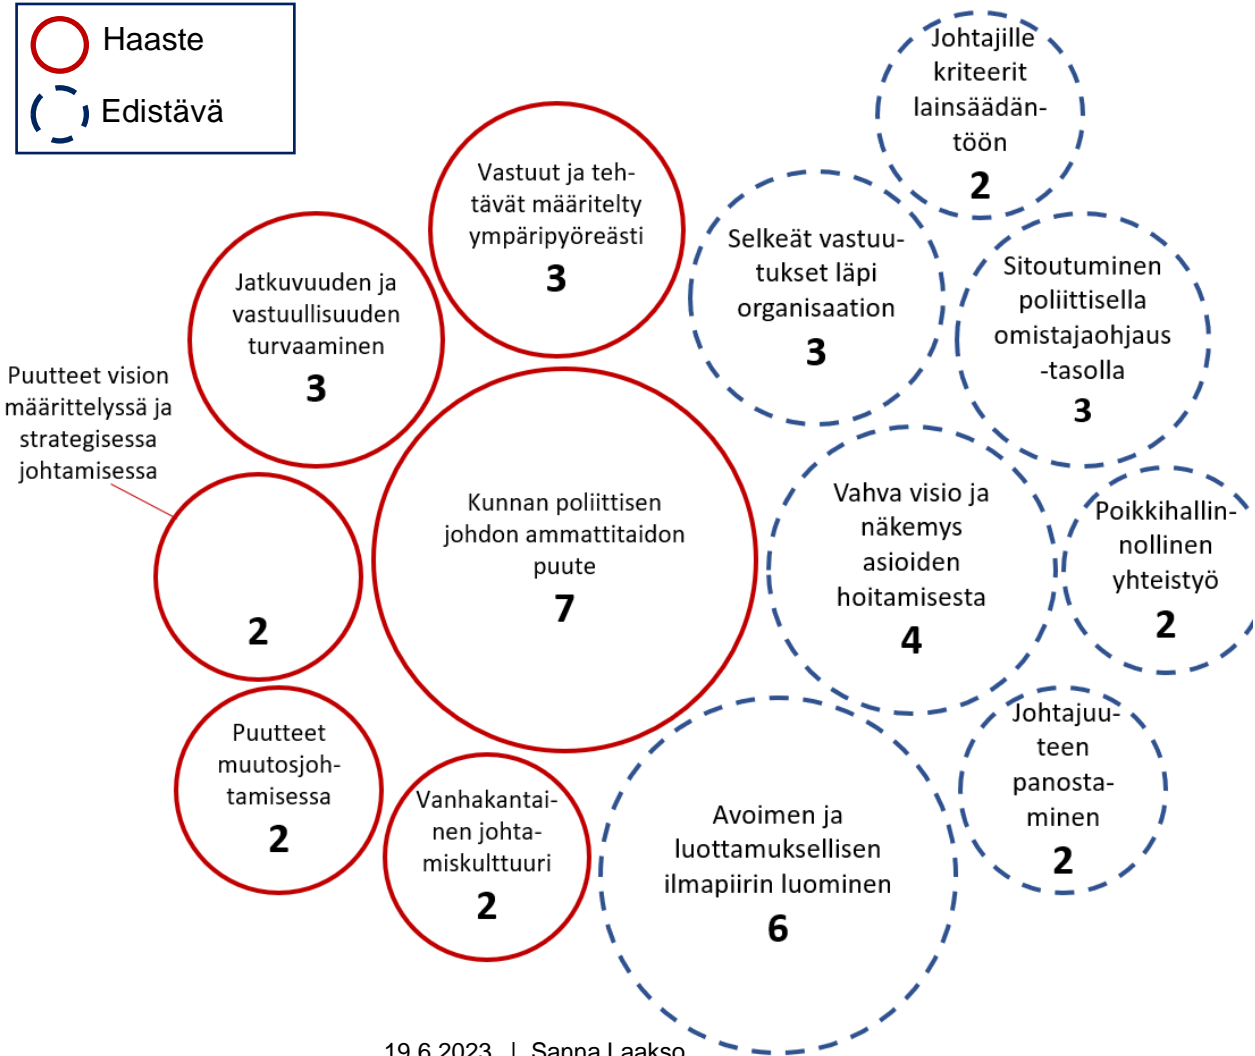 Haaste
Edistävä
Johtajille
kriteerit
lainsäädän-
töön
2
Vastuut ja teh-
tävät määritelty
ympäripyöreästi
3
Selkeät vastuu-
tukset läpi
organisaation
3
Sitoutuminen
poliittisella
omistajaohjaus
-tasolla
3
Jatkuvuuden ja
vastuullisuuden
turvaaminen
3
Puutteet vision
määrittelyssä ja
strategisessa
johtamisessa
2
Kunnan poliittisen
johdon ammattitaidon
puute
7
Vahva visio ja
näkemys
asioiden
hoitamisesta
4
Poikkihallin-
nollinen
yhteistyö
2
Puutteet
muutosjoh-
tamisessa
2
Vanhakantai-
nen johta-
miskulttuuri
2
Avoimen ja
luottamuksellisen
ilmapiirin luominen
6
Johtajuu-
teen
panosta-
minen
2
19.6.2023 | Sanna Laakso